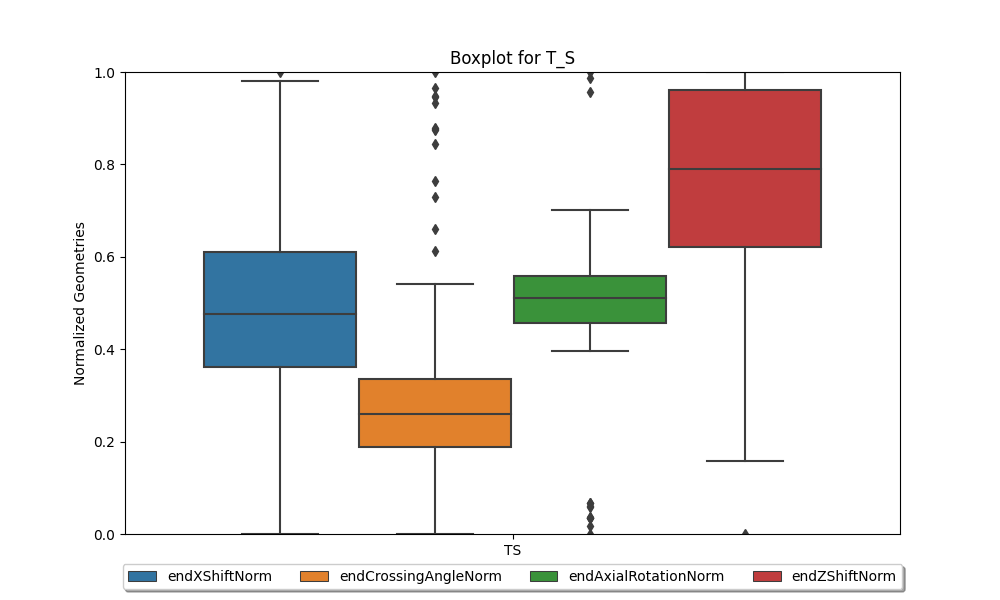 Boxplot for T_S
Normalized Geometries
1.0
0.8
0.6
0.4
0.2
0.0
TS
endXShiftNorm endCrossingAngleNorm endAxialRotationNorm endZShiftNorm